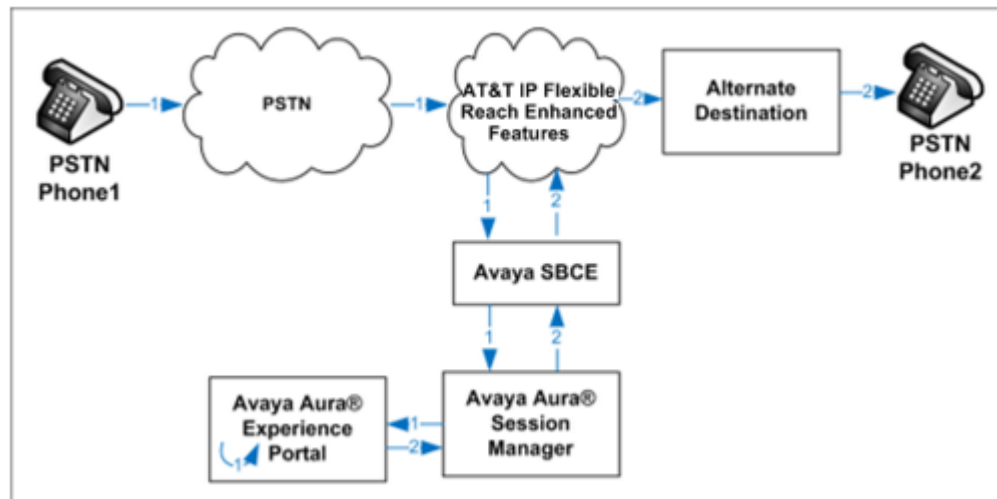 PSTN
Phone1
1
PSTN
1
AT&T IP Flexible
Reach Enhanced
Features
2
Alternate
Destination
2
PSTN
Phone2
1
2
Avaya SBCE
1
2
Avaya Aura®
Experience
Portal
1
1
2
Avaya Aura®
Session
Manager